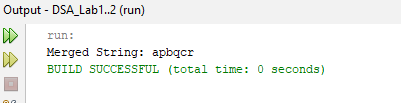 Output - DSA_Lab1..2 (run)
run:
Merged String: apbqcr
BUILD SUCCESSFUL (total time: 0 seconds)